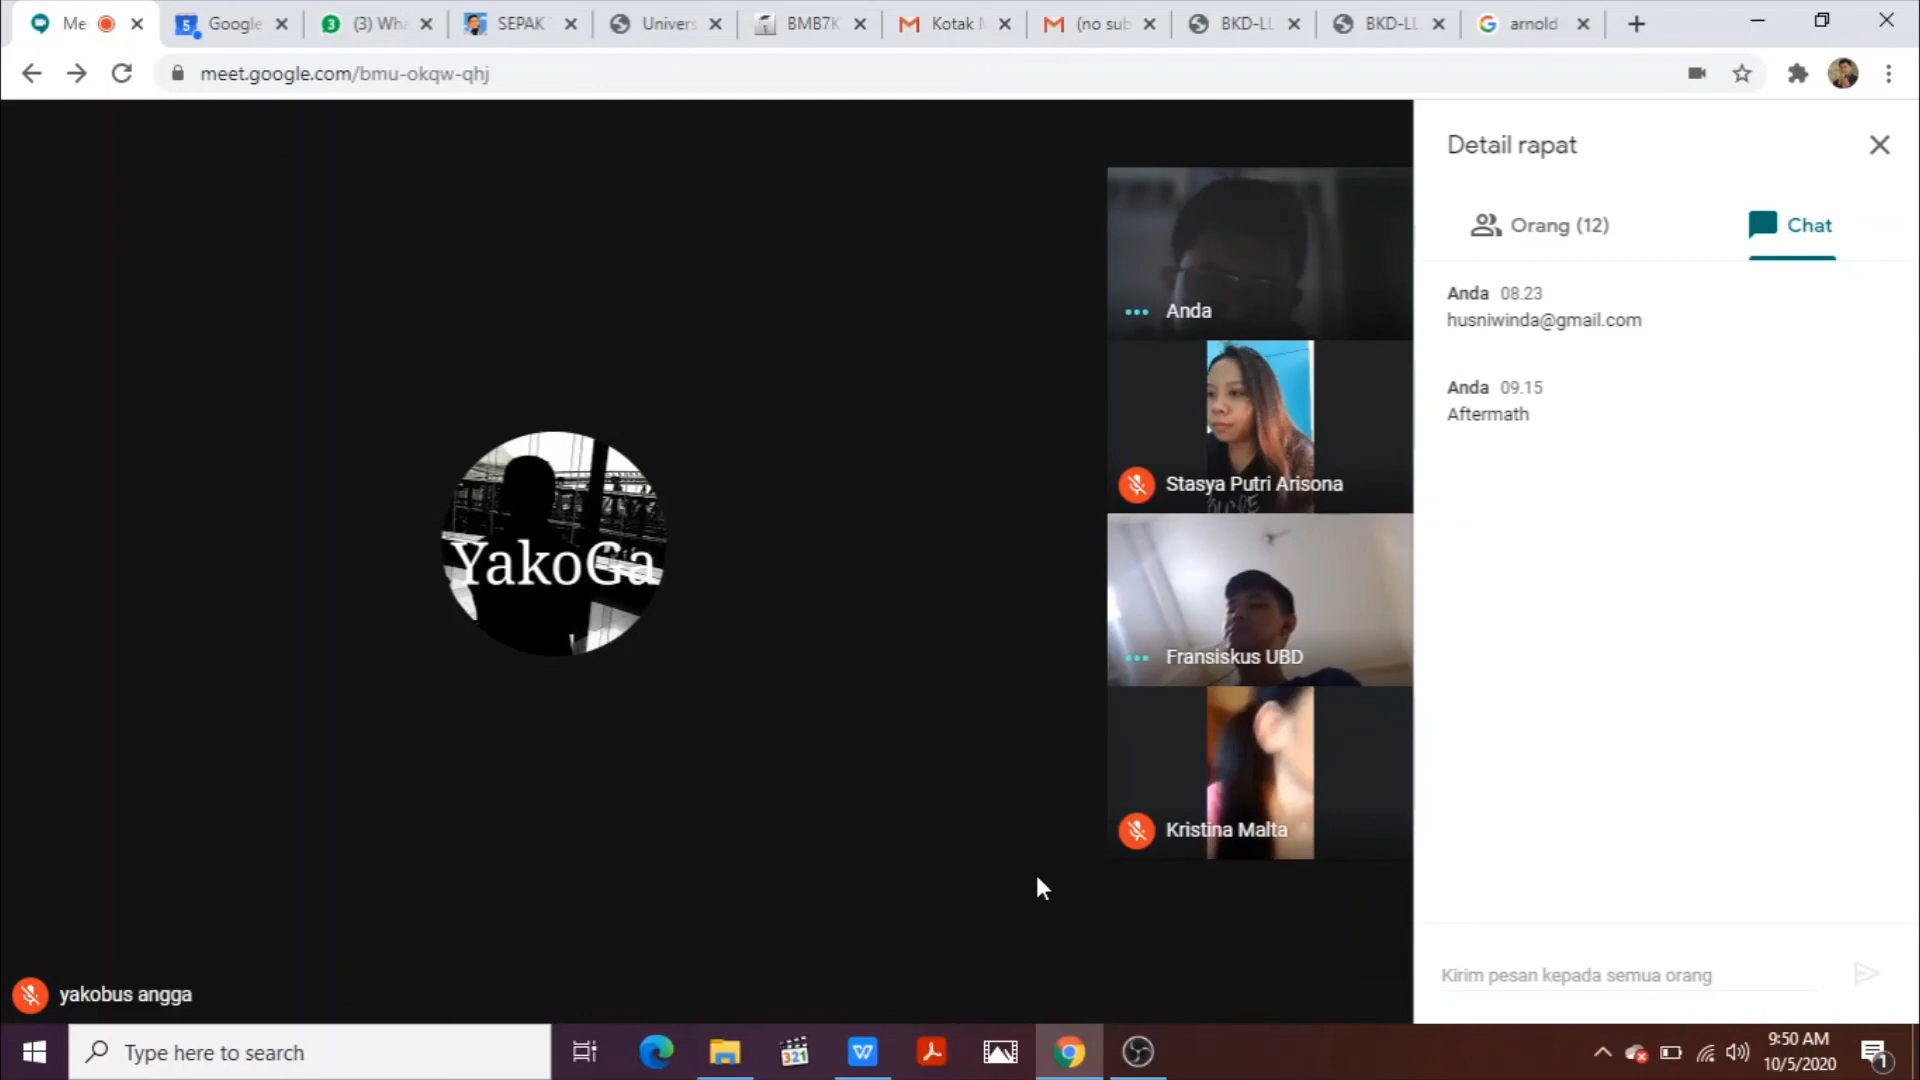 Me
Google
(3) Wha
SEPAK
Univers
BMB7K
Kotak
(no sub
BKD-LL
BKD-LL
arnold
meet.google.com/bmu-okqw-qhj
Detail rapat
Orang (12)
Chat
Anda 08.23
husniwinda@gmail.com
Anda 09.15
Aftermath
Anda
Stasya Putri Arisona
YakoGa
Fransiskus UBD
Kristina Malta
Kirim pesan kepada semua orang
yakobus angga
Type here to search
321
9:50 AM
10/5/2020
1